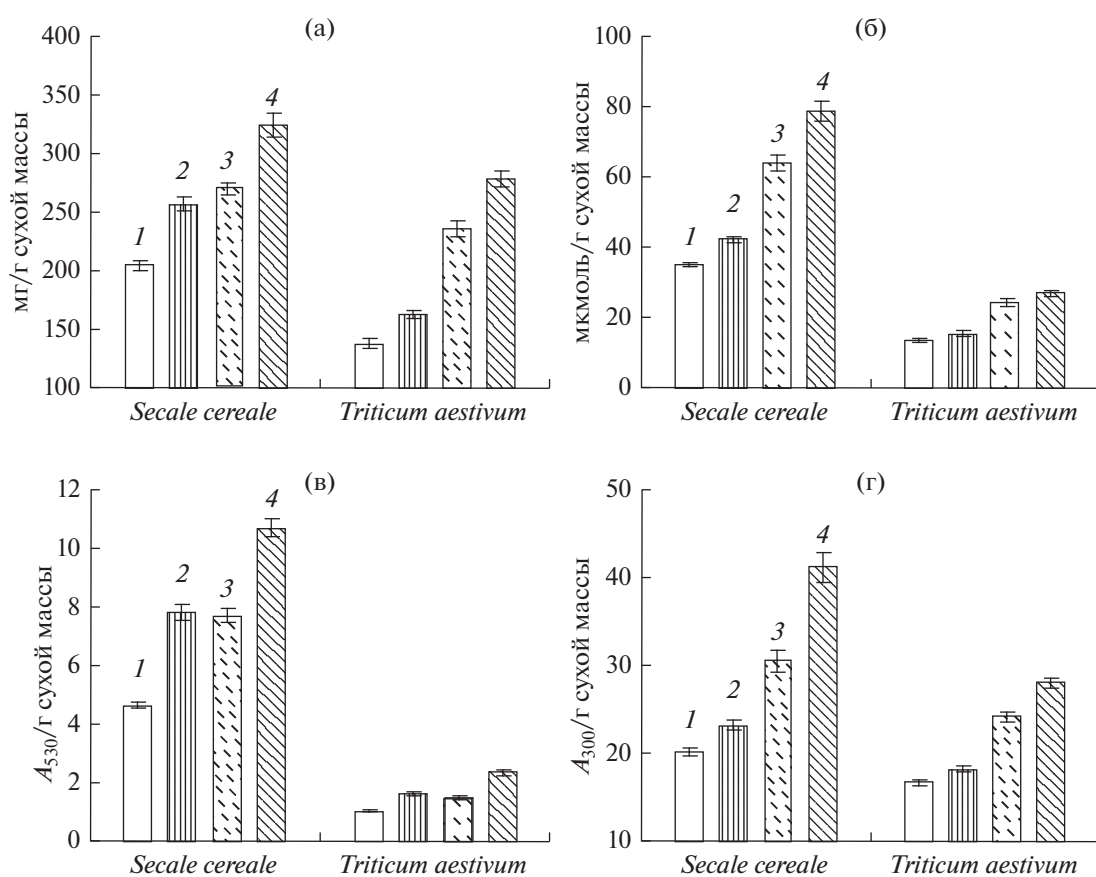 (а)
мг/г сухой массы
400
350
300
250
200
150
100
1
2
3
4
Secale cereale
Triticum aestivum
(б)
мкмоль/г сухой массы
100
80
60
40
20
0
1
2
3
4
Secale cereale
Triticum aestivum
(в)
A530/г сухой массы
12
10
8
6
4
2
0
1
2
3
4
Secale cereale
Triticum aestivum
(г)
A300/г сухой массы
50
40
30
20
10
1
2
3
4
Secale cereale
Triticum aestivum